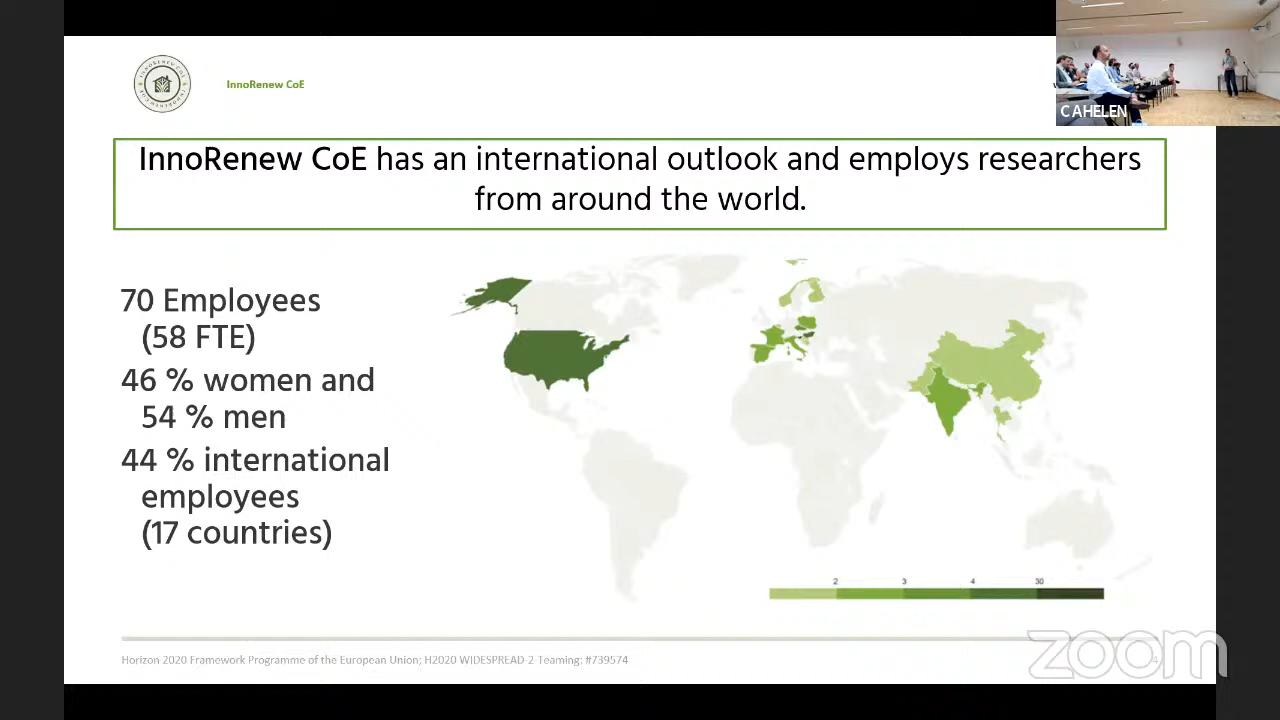 InnoRenew CoE
C AHELEN
InnoRenew CoE has an international outlook and employs researchers
from around the world.
70 Employees
(58 FTE)
46 % women and
54 % men
44 % international
employees
(17 countries)
2 3 4 30
Horizon 2020 Framework Programme of the European Union; H2020 WIDESPREAD-2-Teaming: #739574
4
zoom